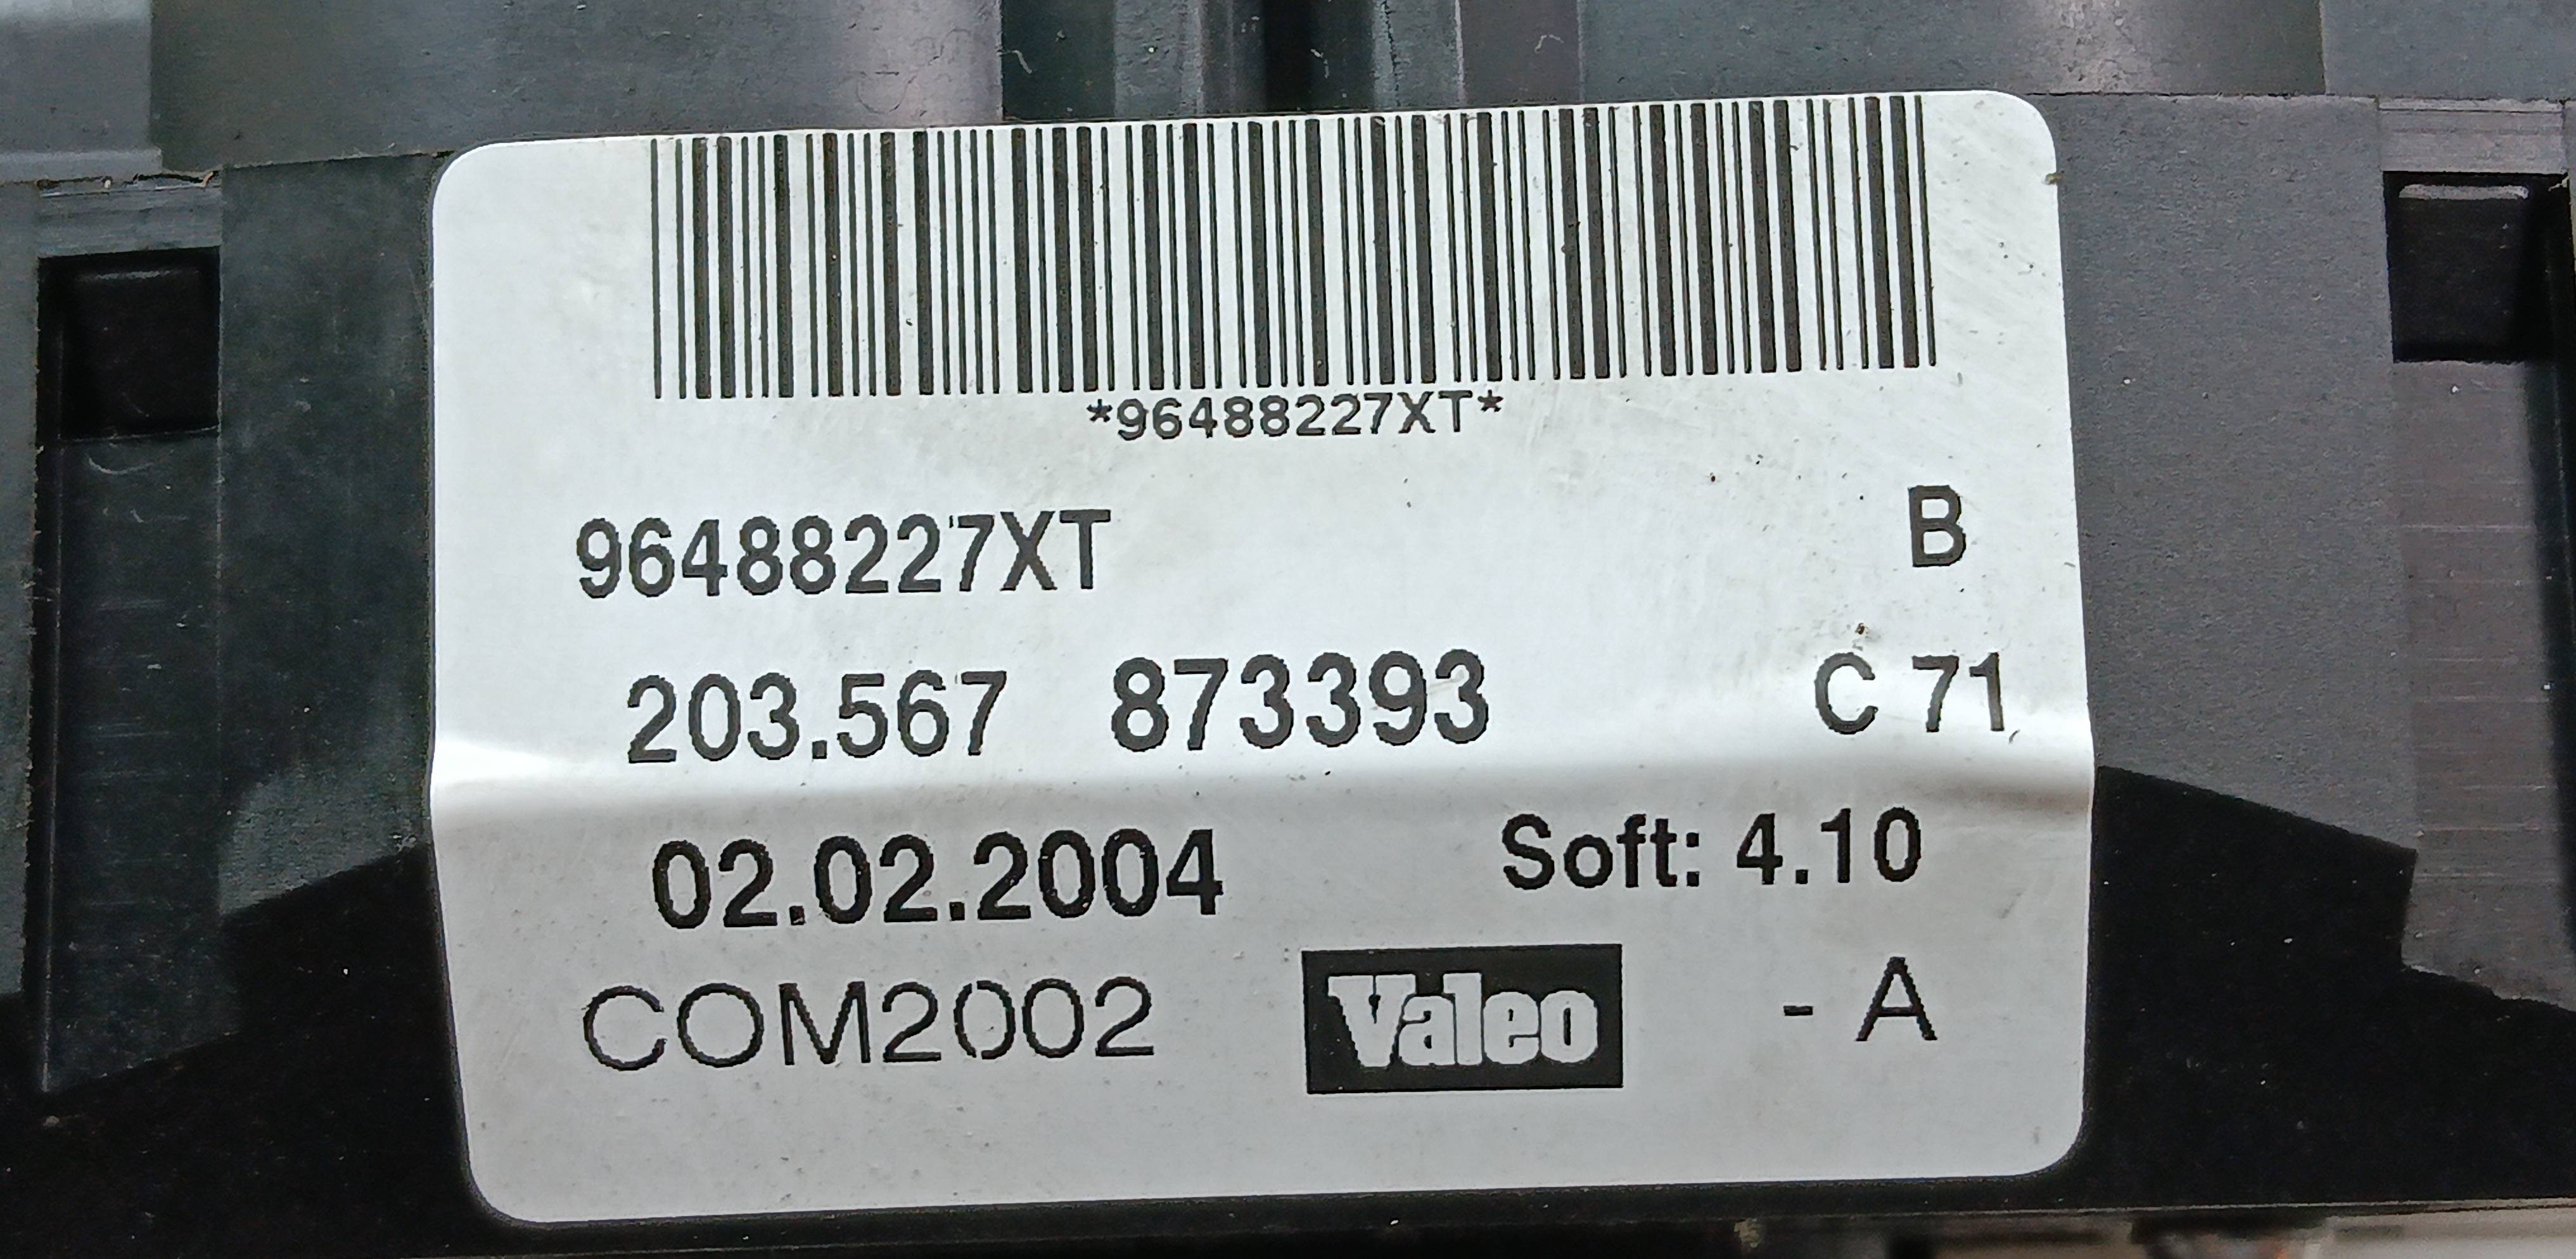 *96488227XT*
96488227XT B
203.567 873393 C 71
02.02.2004 Soft: 4.10
COM2002 Valeo - A